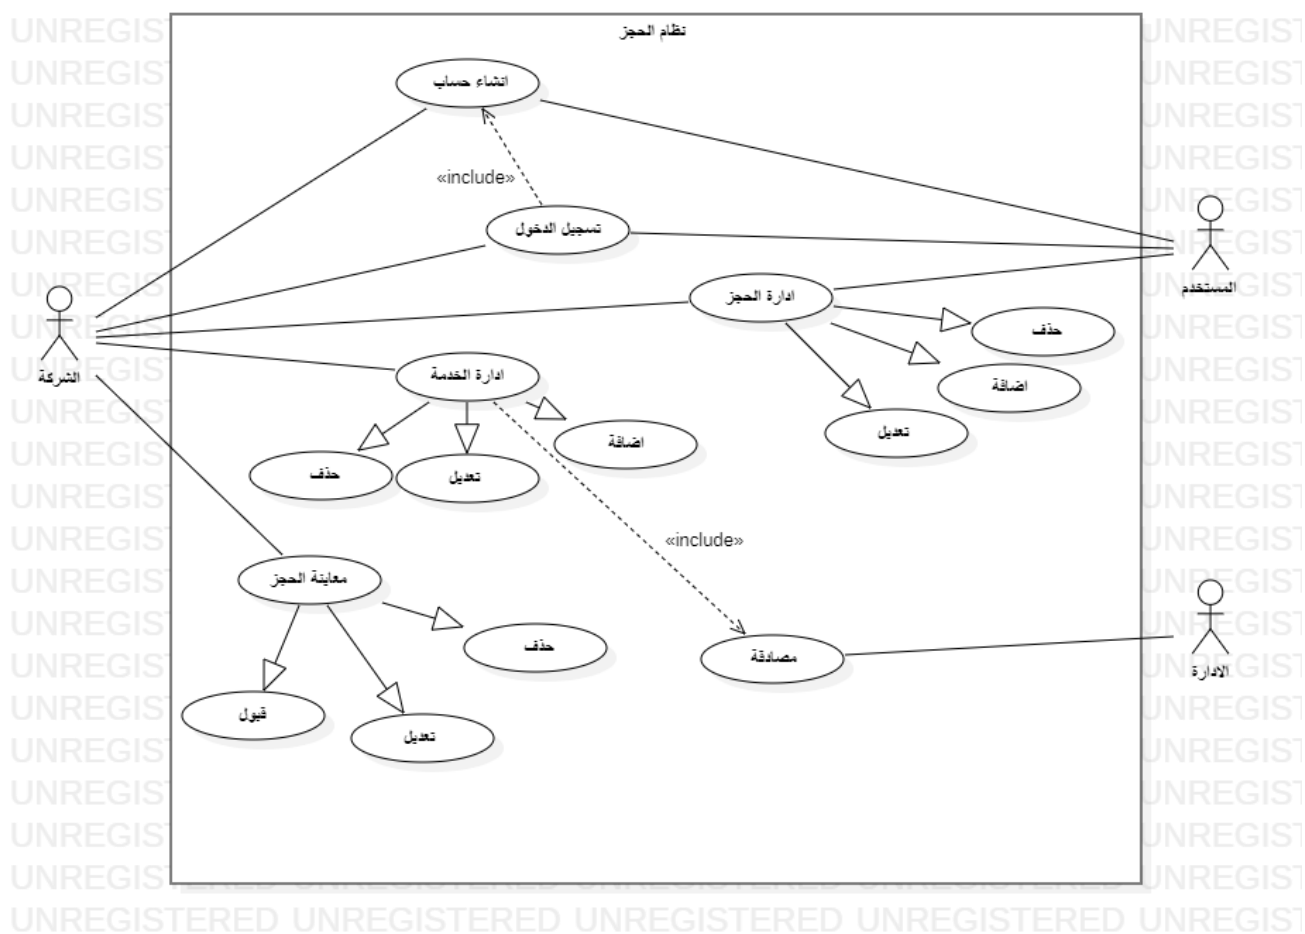 نظام الحجز
انشاء حساب
«include»
تسجيل الدخول
المستخدم
ادارة الحجز
حذف
اضافة
تعديل
الشركة
ادارة الخدمة
اضافة
حذف
تعديل
«include»
معاينة الحجز
حذف
قبول
تعديل
مصادقة
الادارة
UNREGISTERED UNREGISTERED UNREGISTERED UNREGISTERED UNREGIST